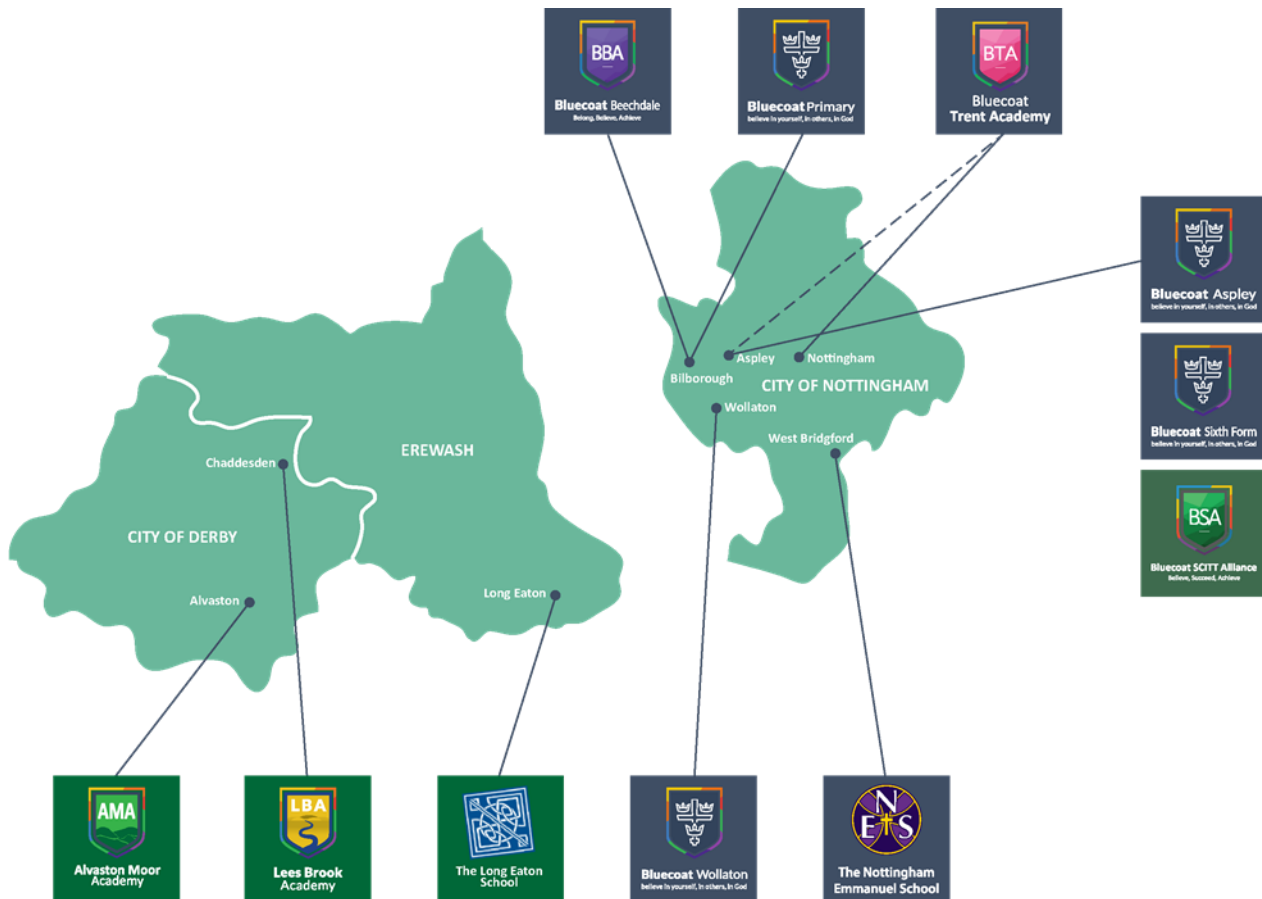 BBA
Bluecoat Beechdale
Belong, Believe, Achieve
Bluecoat Primary
believe in yourself, in others, in God
BTA
Bluecoat
Trent Academy
Bluecoat Aspley
believe in yourself, in others, in God
Bluecoat Sixth Form
believe in yourself, in others, in God
BSA
Bluecoat SCITT Alliance
Believe, Succeed, Achieve
Aspley
Nottingham
Bilborough
CITY OF NOTTINGHAM
Wollaton
West Bridgford
EREWASH
Chaddesden
CITY OF DERBY
Alvaston
Long Eaton
AMA
Alvaston Moor
Academy
LBA
Lees Brook
Academy
The Long Eaton
School
Bluecoat Wollaton
believe in yourself, in others, in God
N
E S
The Nottingham
Emmanuel School